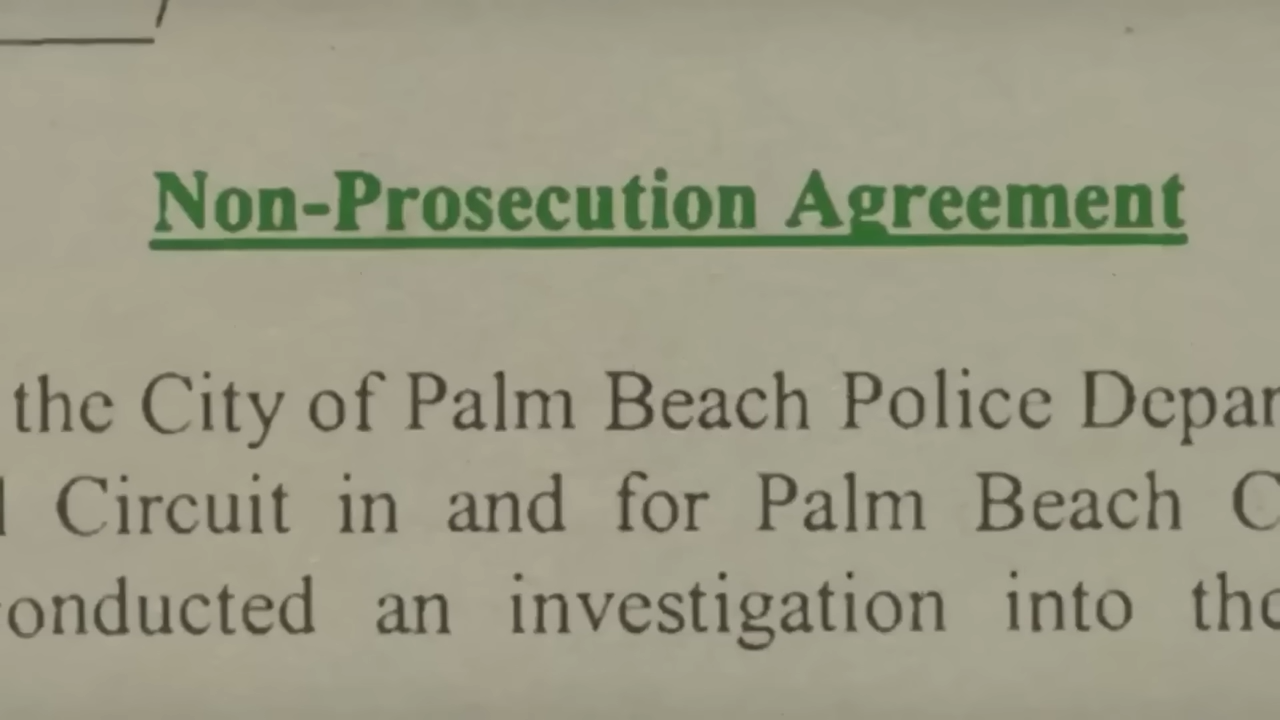 Non-Prosecution Agreement
the City of Palm Beach Police
Circuit in and for Palm Beach
an investigation into